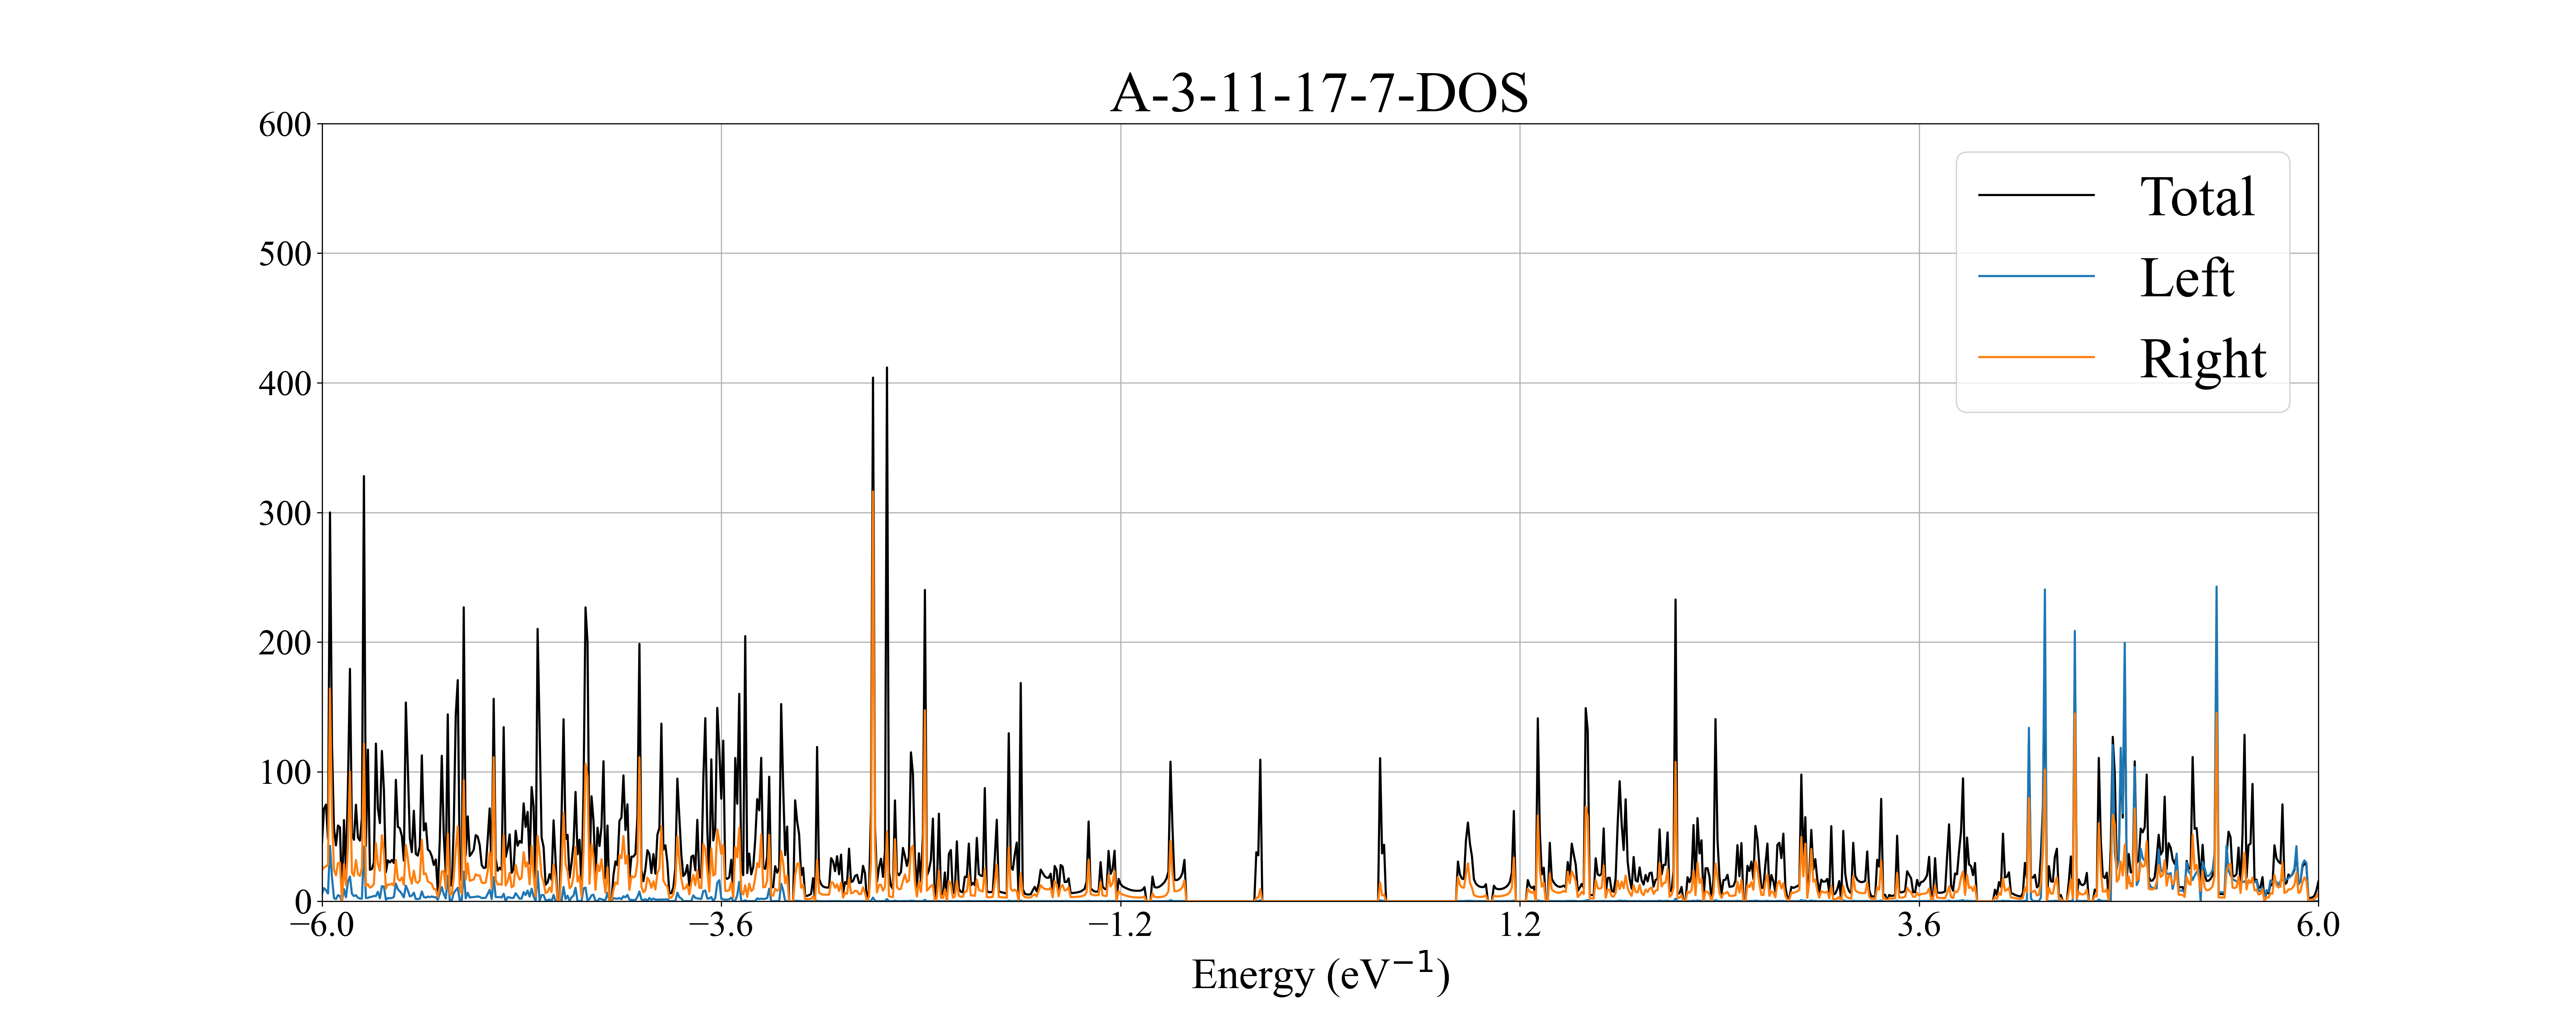 A-3-11-17-7-DOS
600
500
400
300
200
100
0
Total
Left
Right
−6.0 −3.6 −1.2 1.2 3.6 6.0
Energy (eV⁻¹)